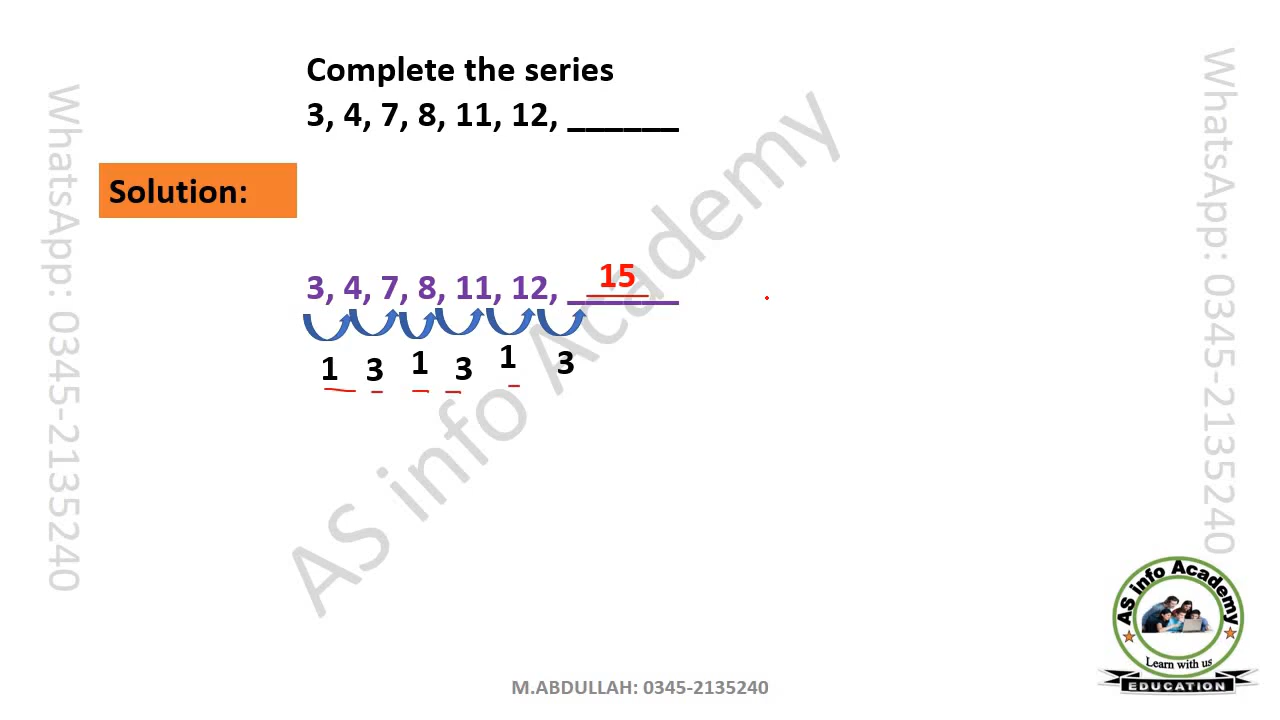 Complete the series
3, 4, 7, 8, 11, 12, ______
Solution:
3, 4, 7, 8, 11, 12, ______
15
1 3 1 3 1 3
AS info Academy
WhatsApp: 0345-2135240
WhatsApp: 0345-2135240
AS info Academy
Learn with us
EDUCATION
M.ABDULLAH: 0345-2135240